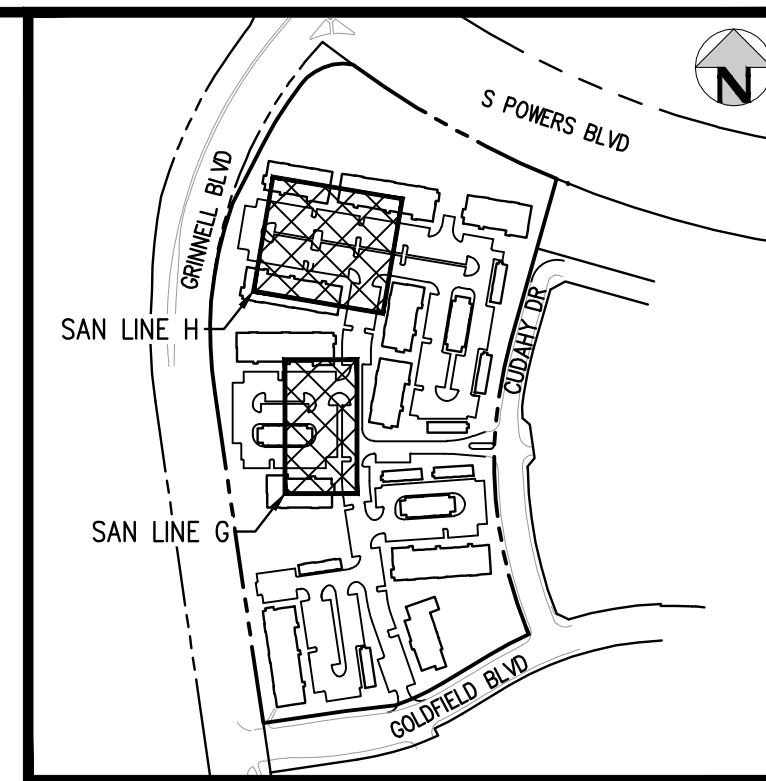 N
S POWERS BLVD
GRINNELL BLVD
SAN LINE H
CUDAHY DR
SAN LINE G
GOLDFIELD BLVD